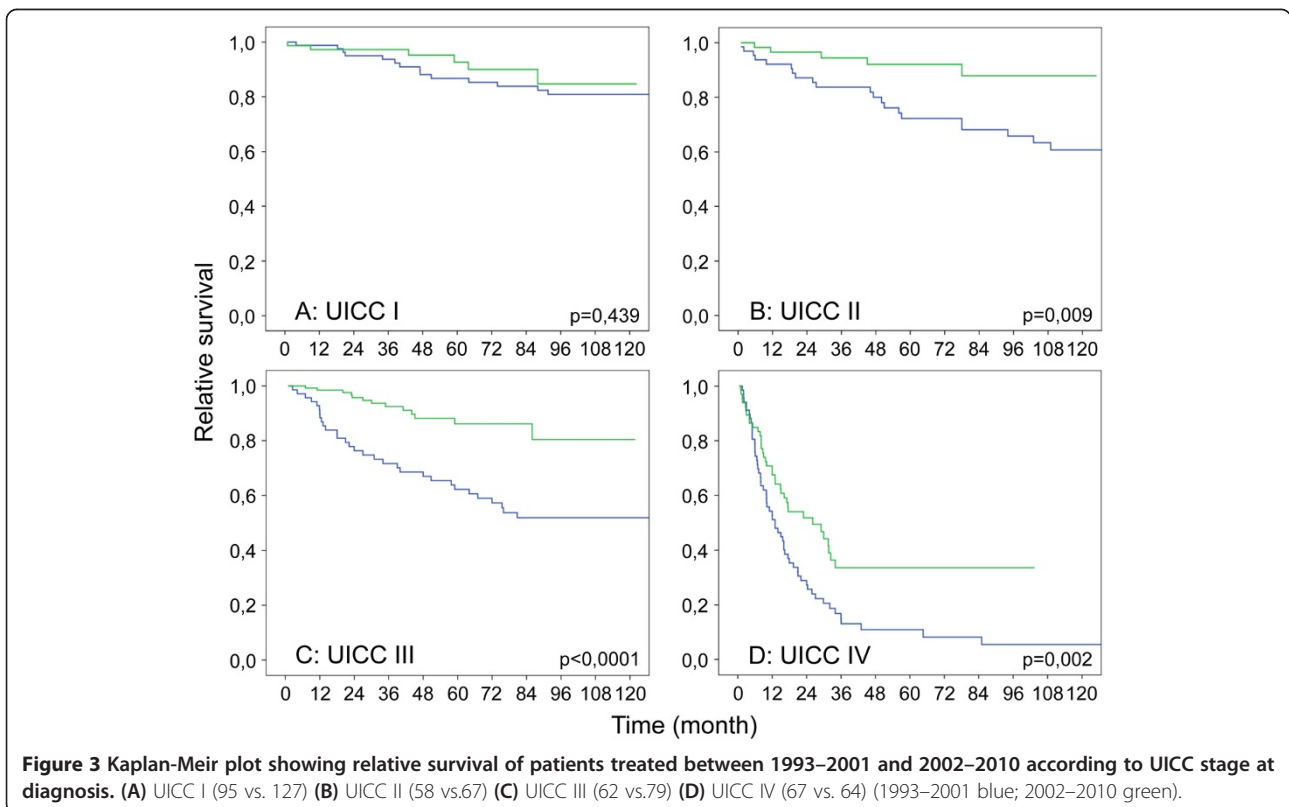 1,0
0,8
0,6
0,4
0,2
0,0
A: UICC I
p=0,439
0 12 24 36 48 60 72 84 96 108 120
1,0
0,8
0,6
0,4
0,2
0,0
B: UICC II
p=0,009
0 12 24 36 48 60 72 84 96 108 120
Relative survival
1,0
0,8
0,6
0,4
0,2
0,0
C: UICC III
p<0,0001
0 12 24 36 48 60 72 84 96 108 120
1,0
0,8
0,6
0,4
0,2
0,0
D: UICC IV
p=0,002
0 12 24 36 48 60 72 84 96 108 120
Time (month)
Figure 3 Kaplan-Meir plot showing relative survival of patients treated between 1993–2001 and 2002–2010 according to UICC stage at
diagnosis. (A) UICC I (95 vs. 127) (B) UICC II (58 vs.67) (C) UICC III (62 vs.79) (D) UICC IV (67 vs. 64) (1993–2001 blue; 2002–2010 green).